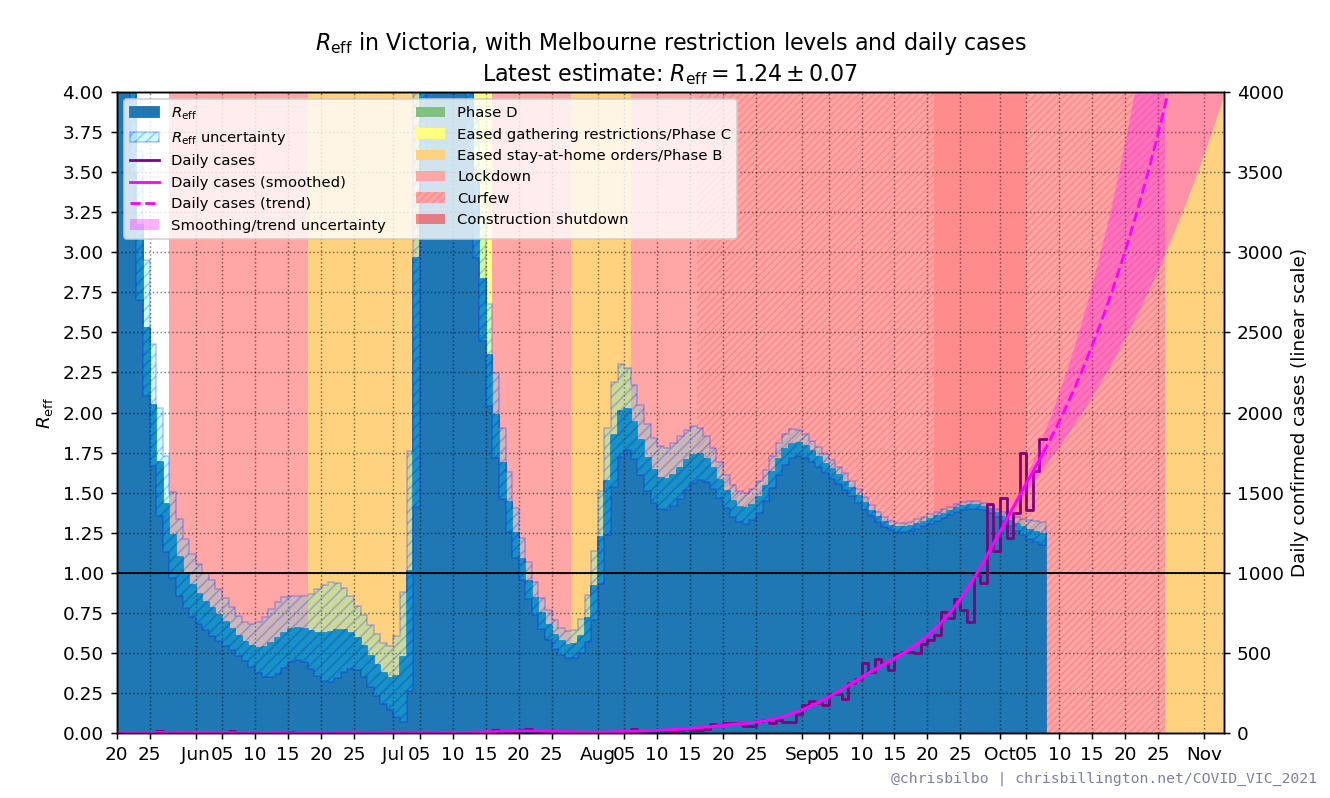 Reff in Victoria, with Melbourne restriction levels and daily cases
Latest estimate: Reff = 1.24 ± 0.07
Reff
Reff uncertainty
Daily cases
Daily cases (smoothed)
Daily cases (trend)
Smoothing/trend uncertainty
Phase D
Eased gathering restrictions/Phase C
Eased stay-at-home orders/Phase B
Lockdown
Curfew
Construction shutdown
4.00
3.75
3.50
3.25
3.00
2.75
2.50
2.25
2.00
1.75
1.50
1.25
1.00
0.75
0.50
0.25
0.00
Reff
4000
3500
3000
2500
2000
1500
1000
500
0
Daily confirmed cases (linear scale)
20 25 Jun 05 10 15 20 25 Jul 05 10 15 20 25 Aug 05 10 15 20 25 Sep 05 10 15 20 25 Oct 05 10 15 20 25 Nov
@chrisbilbo | chrisbillington.net/COVID_VIC_2021